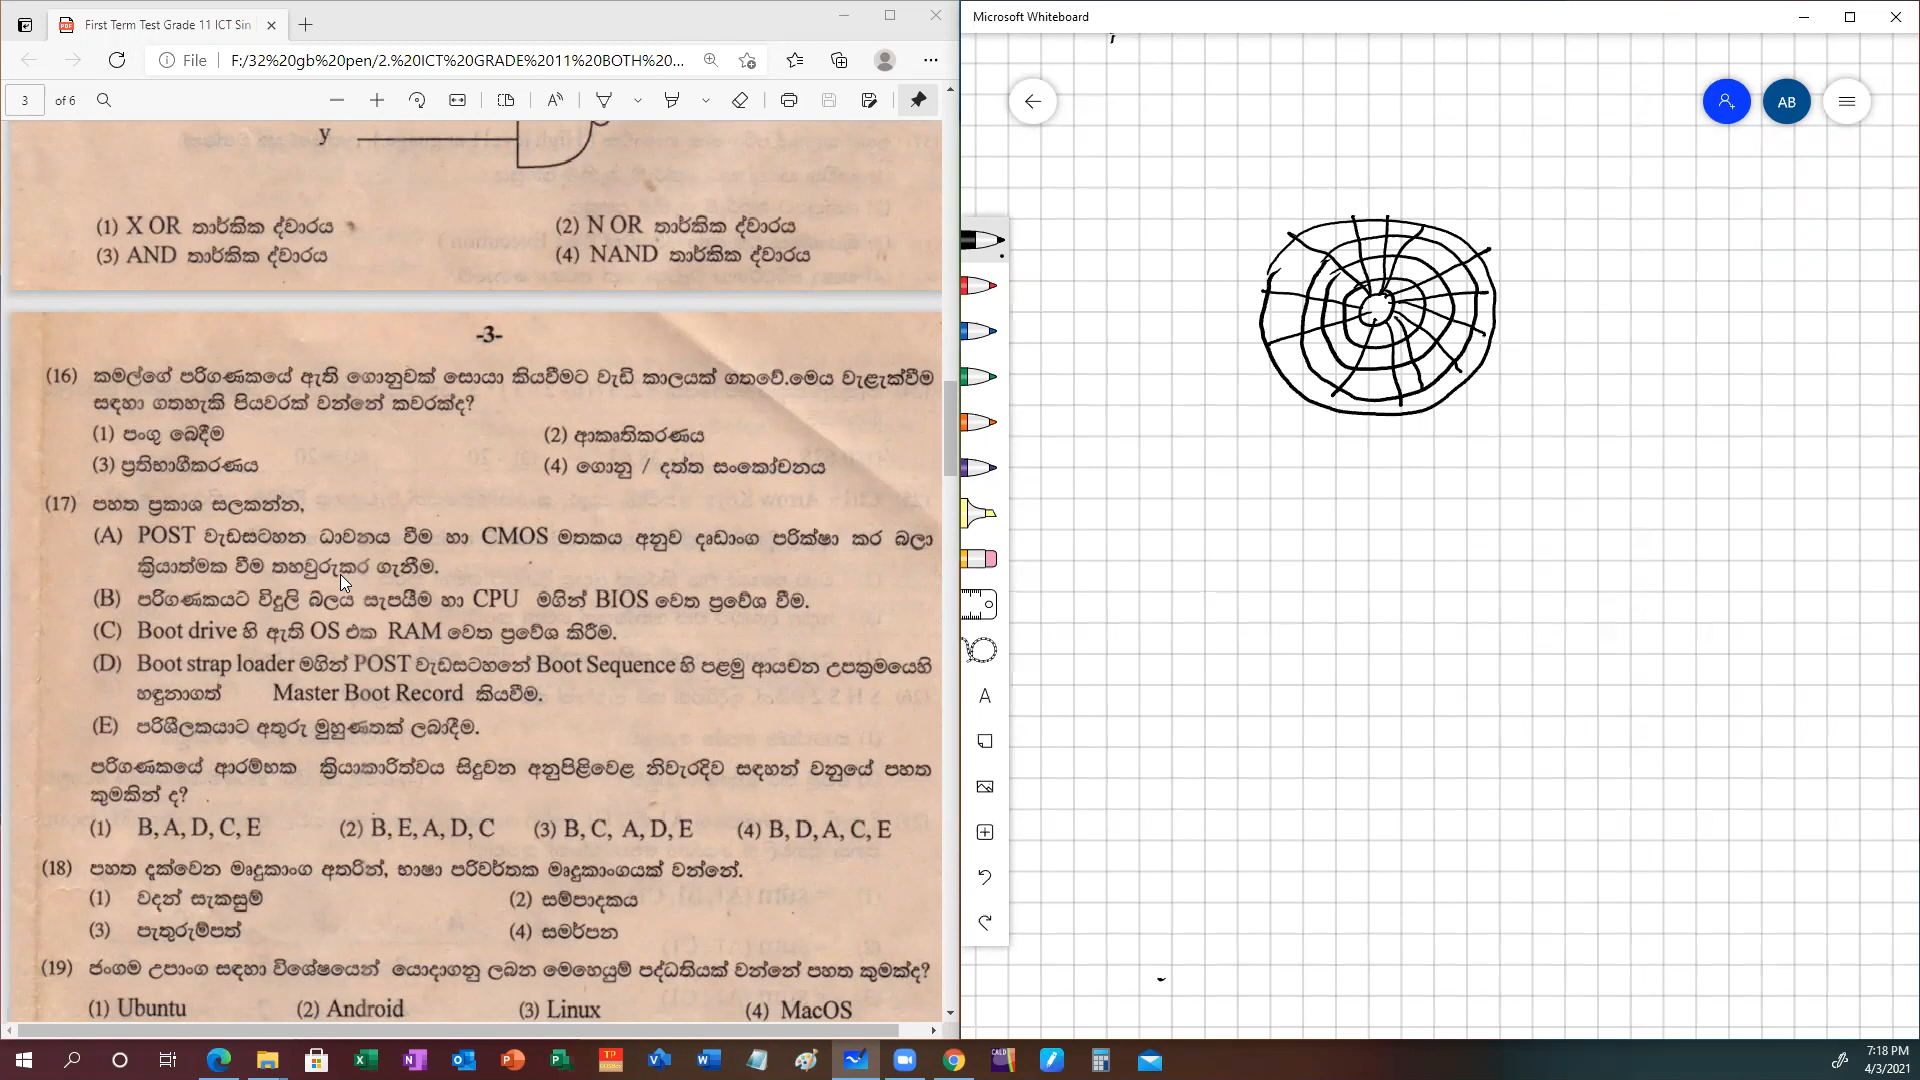 First Term Test Grade 11 ICT Sin
File
F:/32%20gb%20pen/2.%20ICT%20GRADE%2011%20BOTH%20...
3 of 6
y
(1) X OR තාර්කික ද්වාරය
(2) N OR තාර්කික ද්වාරය
(3) AND තාර්කික ද්වාරය
(4) NAND තාර්කික ද්වාරය
-3-
(16) කමල්ගේ පරිගණකයේ ඇති ගොනුවක් සොයා කියවීමට වැඩි කාලයක් ගතවේ.මෙය වැළැක්වීම
සඳහා ගතහැකි පියවරක් වන්නේ කවරක්ද?
(1) පංගු බෙදීම
(2) ආකෘතිකරණය
(3) ප්‍රතිභාගීකරණය
(4) ගොනු / දත්ත සංකෝචනය
(17) පහත ප්‍රකාශ සලකන්න,
(A) POST වැඩසටහන ධාවනය වීම හා CMOS මතකය අනුව දෘඩාංග පරික්ෂා කර බලා
ක්‍රියාත්මක වීම තහවුරුකර ගැනීම.
(B) පරිගණකයට විදුලි බලය සැපයීම හා CPU මගින් BIOS වෙත ප්‍රවේශ වීම.
(C) Boot drive හි ඇති OS එක RAM වෙත ප්‍රවේශ කිරීම.
(D) Boot strap loader මගින් POST වැඩසටහනේ Boot Sequence හි පළමු ආයචන උපක්‍රමයෙහි
හඳුනාගත් Master Boot Record කියවීම.
(E) පරිශීලකයාට අතුරු මුහුණතක් ලබාදීම.
පරිගණකයේ ආරම්භක ක්‍රියාකාරිත්වය සිදුවන අනුපිළිවෙළ නිවැරදිව සඳහන් වනුයේ පහත
කුමකින් ද?
(1) B, A, D, C, E
(2) B, E, A, D, C
(3) B, C, A, D, E
(4) B, D, A, C, E
(18) පහත දැක්වෙන මෘදුකාංග අතරින්, භාෂා පරිවර්තක මෘදුකාංගයක් වන්නේ.
(1) වදන් සැකසුම්
(2) සම්පාදකය
(3) පැතුරුම්පත්
(4) සමර්පන
(19) ජංගම උපාංග සඳහා විශේෂයෙන් යොදාගනු ලබන මෙහෙයුම් පද්ධතියක් වන්නේ පහත කුමක්ද?
(1) Ubuntu
(2) Android
(3) Linux
(4) MacOS
Microsoft Whiteboard
AB
A
7:18 PM
4/3/2021